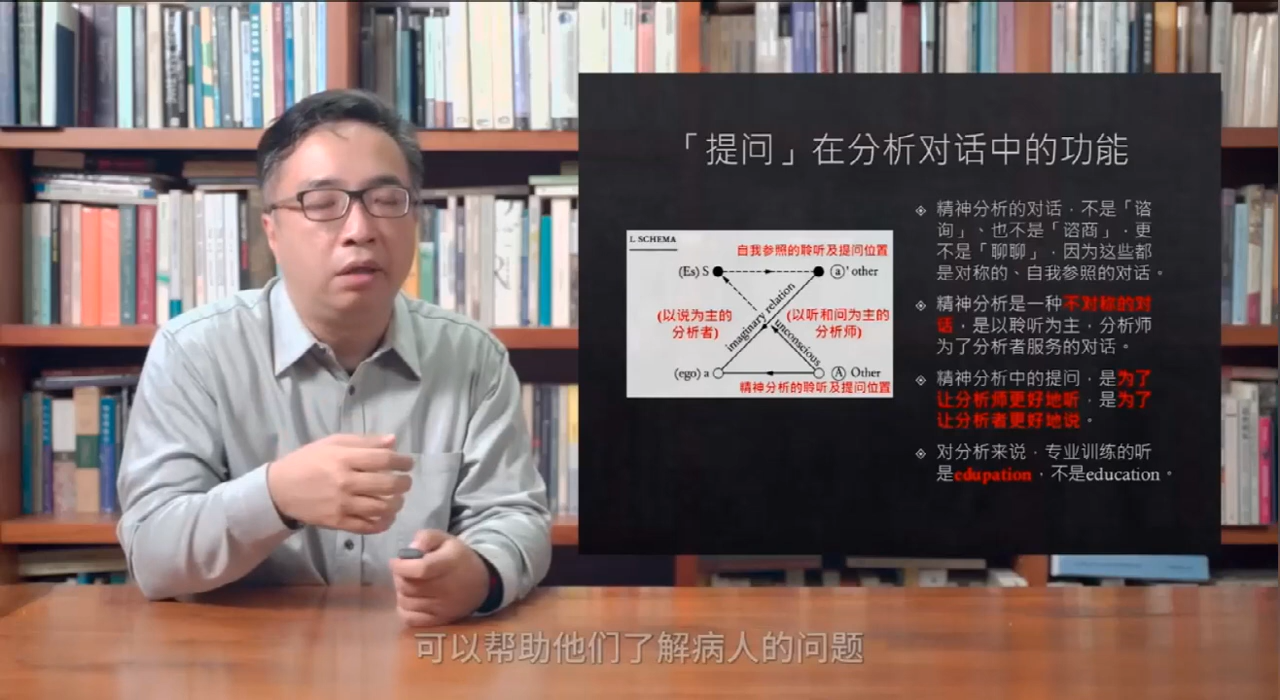 「提问」在分析对话中的功能
L SCHEMA
自我参照的聆听及提问位置
(Es) S
a' other
(以说为主的
分析者)
(以听和问为主的
分析师)
imaginary relation
unconscious
(ego) a
A Other
精神分析的聆听及提问位置
精神分析的对话，不是「谘
询」、也不是「谘商」，更
不是「聊聊」，因为这些都
是对称的、自我参照的对话。
精神分析是一种不对称的对
话，是以聆听为主，分析师
为了分析者服务的对话。
精神分析中的提问，是为了
让分析师更好地听，是为了
让分析者更好地说。
对分析来说，专业训练的听
是edupation，不是education。
可以帮助他们了解病人的问题